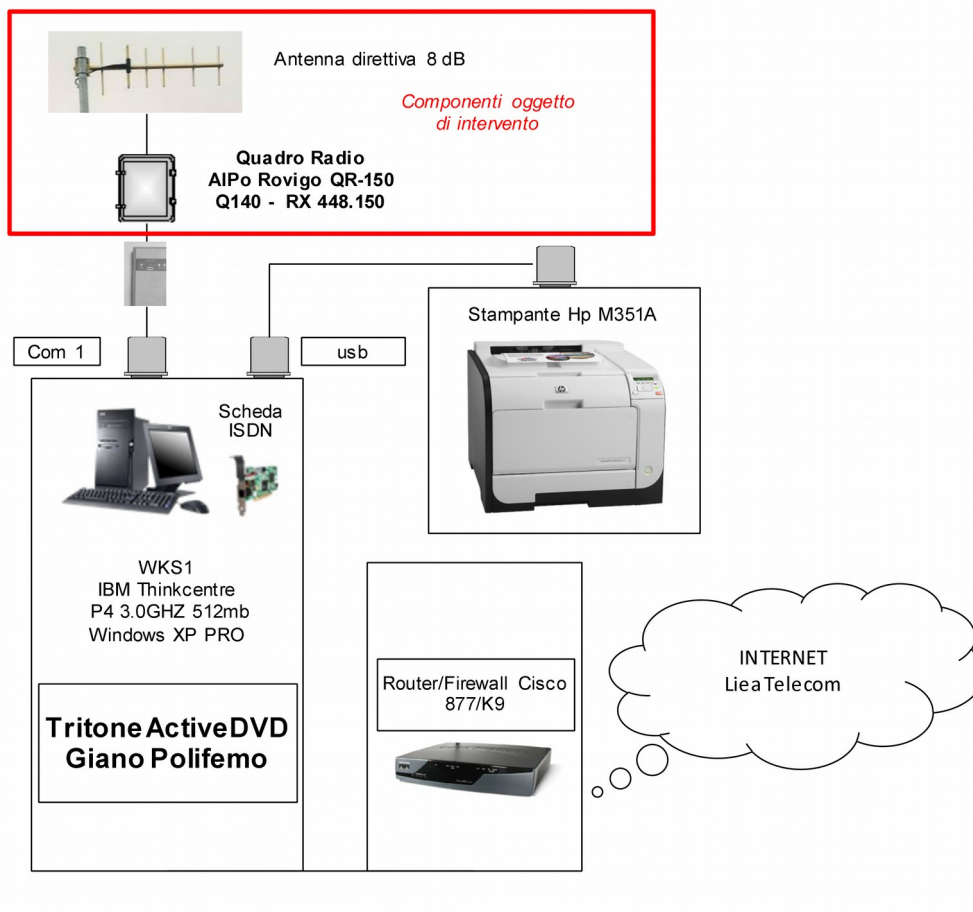 Antenna direttiva 8 dB
Componenti oggetto
di intervento
Quadro Radio
AIPo Rovigo QR-150
Q140 - RX 448.150
Com 1
usb
Stampante Hp M351A
Scheda
ISDN
WKS1
IBM Thinkcentre
P4 3.0GHZ 512mb
Windows XP PRO
Tritone ActiveDVD
Giano Polifemo
Router/Firewall Cisco
877/K9
INTERNET
Liea Telecom